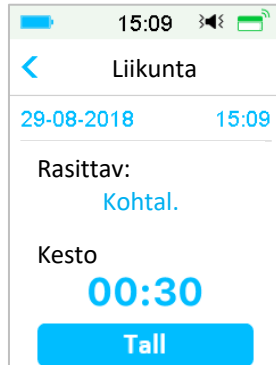 15:09
Liikunta
29-08-2018 15:09
Rasittav:
Kohtal.
Kesto
00:30
Tall